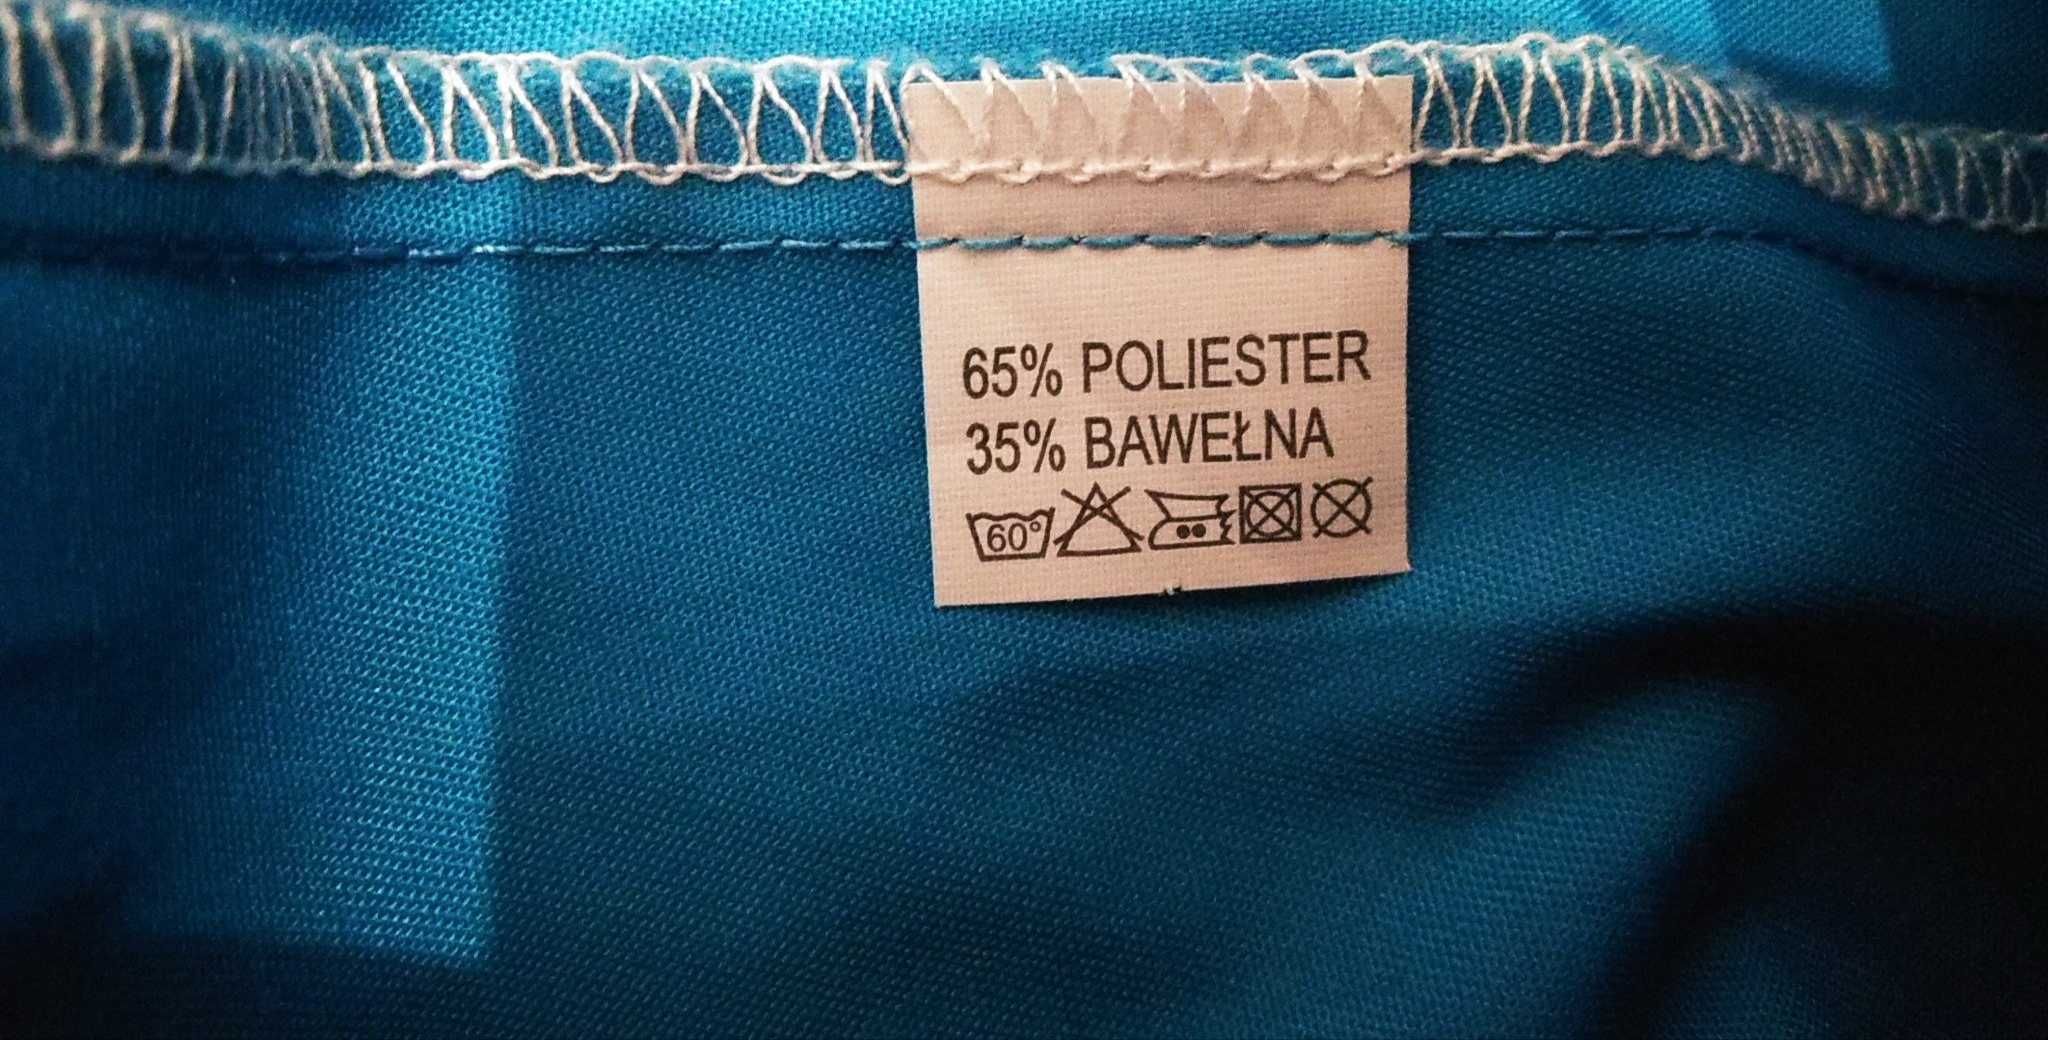 65% POLIESTER
35% BAWEŁNA
60°